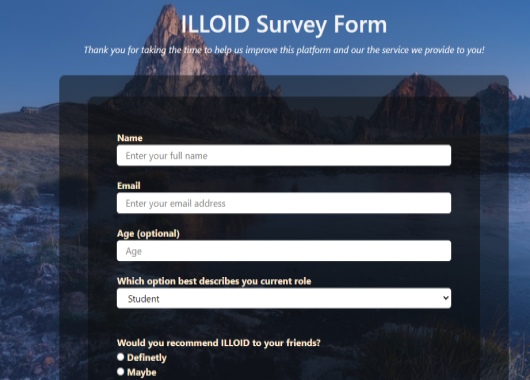 ILLOID Survey Form
Thank you for taking the time to help us improve this platform and our the service we provide to you!
Name
Enter your full name
Email
Enter your email address
Age (optional)
Age
Which option best describes you current role
Student
Would you recommend ILLOID to your friends?
Definetly
Maybe